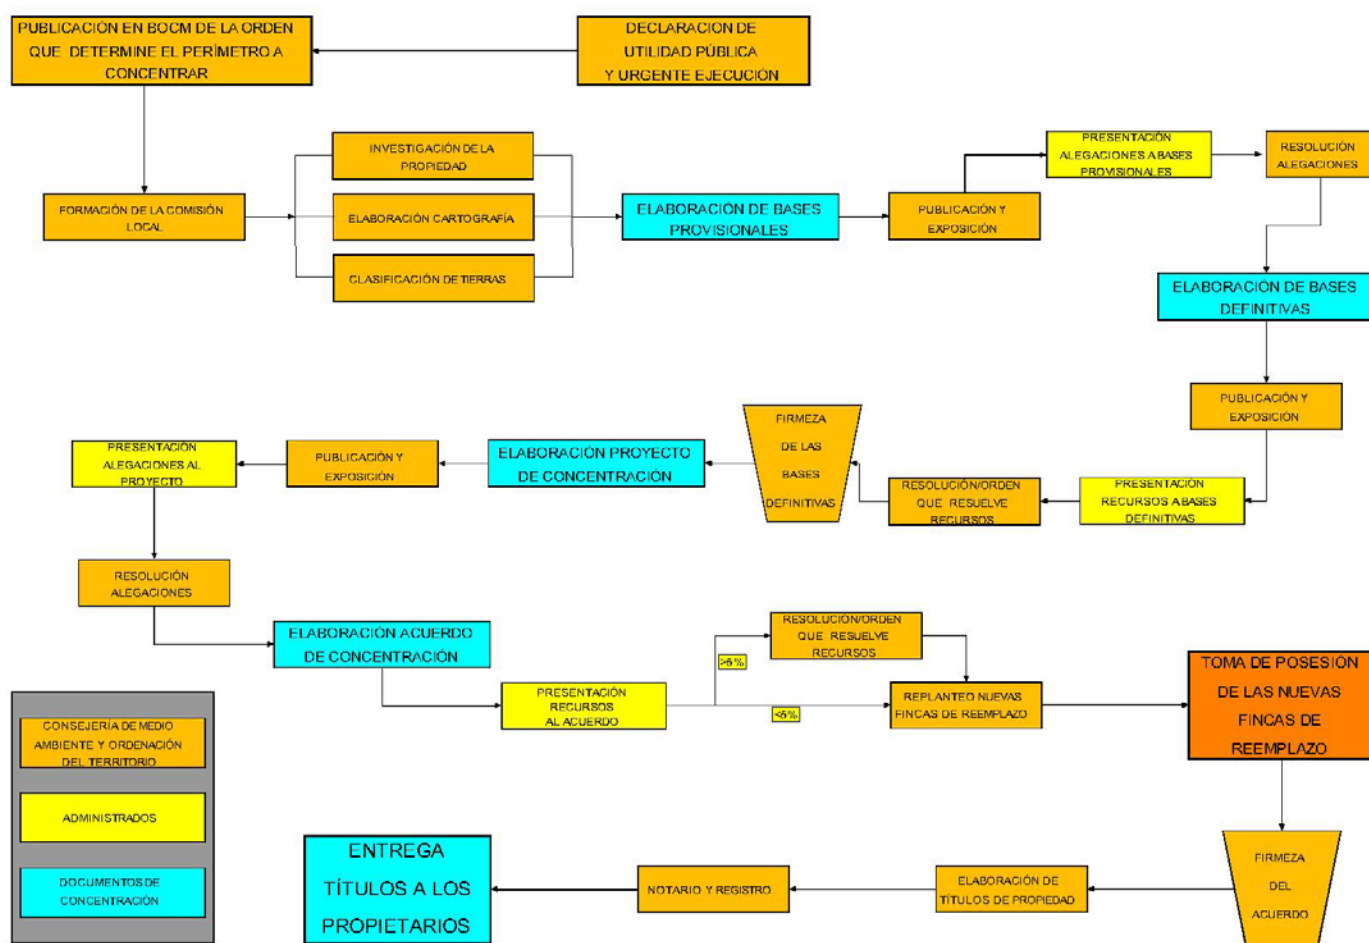 PUBLICACIÓN EN BOCM DE LA ORDEN
QUE DETERMINE EL PERÍMETRO A
CONCENTRAR
DECLARACION DE
UTILIDAD PÚBLICA
Y URGENTE EJECUCIÓN
FORMACIÓN DE LA COMISIÓN
LOCAL
INVESTIGACIÓN DE LA
PROPIEDAD
ELABORACIÓN CARTOGRAFÍA
CLASIFICACIÓN DE TIERRAS
ELABORACIÓN DE BASES
PROVISIONALES
PUBLICACIÓN Y
EXPOSICIÓN
PRESENTACIÓN
ALEGACIONES A BASES
PROVISIONALES
RESOLUCIÓN
ALEGACIONES
ELABORACIÓN DE BASES
DEFINITIVAS
PUBLICACIÓN Y
EXPOSICIÓN
PRESENTACIÓN
RECURSOS A BASES
DEFINITIVAS
RESOLUCIÓN/ORDEN
QUE RESUELVE
RECURSOS
FIRMEZA
DE LAS
BASES
DEFINITIVAS
ELABORACIÓN PROYECTO
DE CONCENTRACIÓN
PUBLICACIÓN Y
EXPOSICIÓN
PRESENTACIÓN
ALEGACIONES AL
PROYECTO
RESOLUCIÓN
ALEGACIONES
ELABORACIÓN ACUERDO
DE CONCENTRACIÓN
PRESENTACIÓN
RECURSOS
AL ACUERDO
>5%
<5%
RESOLUCIÓN/ORDEN
QUE RESUELVE
RECURSOS
REPLANTEO NUEVAS
FINCAS DE REEMPLAZO
TOMA DE POSESIÓN
DE LAS NUEVAS
FINCAS DE
REEMPLAZO
FIRMEZA
DEL
ACUERDO
ELABORACIÓN DE
TÍTULOS DE PROPIEDAD
NOTARIO Y REGISTRO
ENTREGA
TÍTULOS A LOS
PROPIETARIOS
CONSEJERÍA DE MEDIO
AMBIENTE Y ORDENACIÓN
DEL TERRITORIO
ADMINISTRADOS
DOCUMENTOS DE
CONCENTRACIÓN